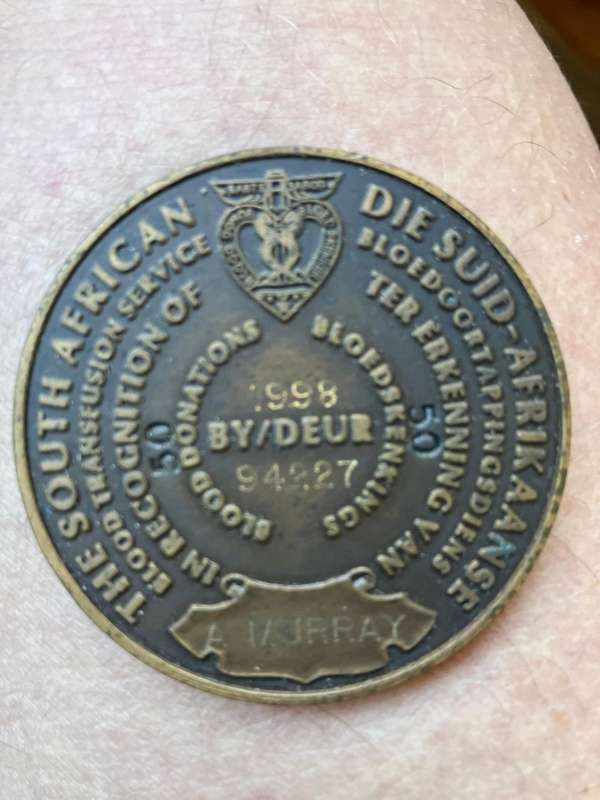 THE SOUTH AFRICAN
BLOOD TRANSFUSION SERVICE
IN RECOGNITION OF
50
BLOOD DONATIONS
DIE SUID-AFRIKAANSE
BLOEDOORTAPPINGSDIENS
TER ERKENNING VAN
50
BLOEDSKENKINGS
1998
BY/DEUR
94227
A MURRAY